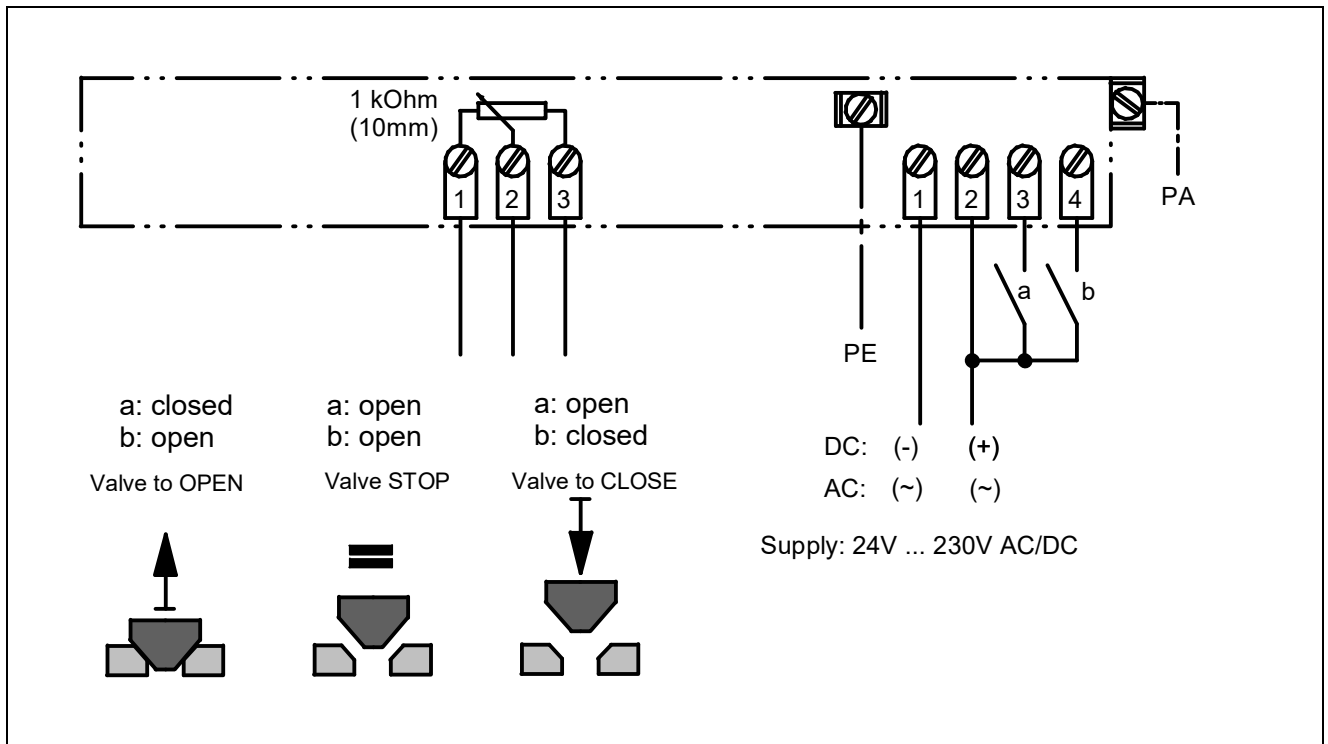 1 kOhm
(10mm)
1 2 3
1 2 3 4
PA
a b
PE
a: closed
b: open
Valve to OPEN
a: open
b: open
Valve STOP
a: open
b: closed
Valve to CLOSE
DC: (-) (+)
AC: (~) (~)
Supply: 24V ... 230V AC/DC